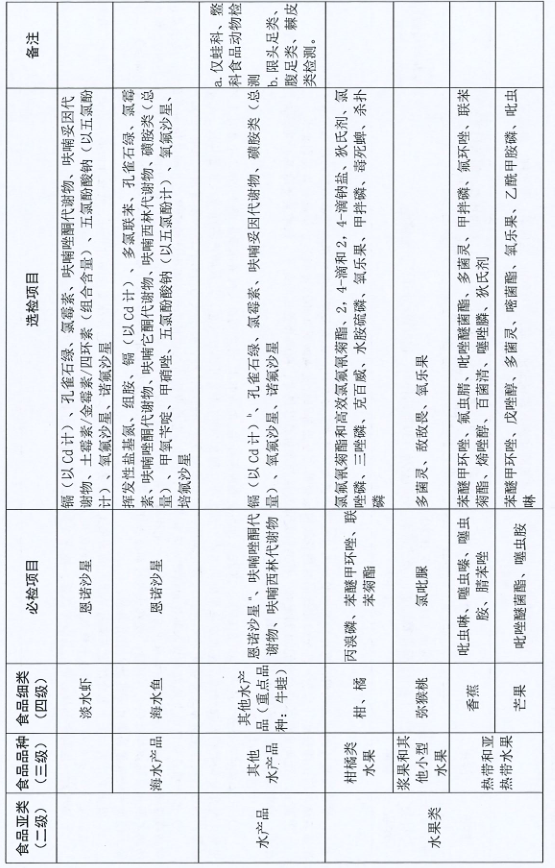 食品亚类
（二级）
食品品种
（三级）
食品细类
（四级）
必检项目
选检项目
备注
淡水虾
恩诺沙星
镉（以Cd计）、孔雀石绿、氯霉素、呋喃唑酮代谢物、呋喃妥因代
谢物、土霉素/金霉素/四环素（组合含量）、五氯酚酸钠（以五氯酚
计）、氧氟沙星、诺氟沙星
海水产品
海水鱼
恩诺沙星
挥发性盐基氮、组胺、镉（以Cd计）、多氯联苯、孔雀石绿、氯霉
素、呋喃唑酮代谢物、呋喃它酮代谢物、呋喃西林代谢物、磺胺类（总
量）、甲氧苄啶、甲硝唑、五氯酚酸钠（以五氯酚计）、氧氟沙星、
培氟沙星
水产品
其他
水产品
其他水产
品（重点品
种：牛蛙）
恩诺沙星a、呋喃唑酮代
谢物、呋喃西林代谢物
镉（以Cd计）b、孔雀石绿、氯霉素、呋喃妥因代谢物、磺胺类（总
量）、氧氟沙星、诺氟沙星
a. 仅蛙科、鳖
科食品动物检
测
b. 限头足类、
腹足类、棘皮
类检测。
水果类
柑橘类
水果
柑、橘
丙溴磷、苯醚甲环唑、联
苯菊酯
氯氟氰菊酯和高效氯氟氰菊酯、2，4-滴和2，4-滴钠盐、狄氏剂、氯
唑磷、三唑磷、克百威、水胺硫磷、氧乐果、甲拌磷、毒死蜱、杀扑
磷
浆果和其
他小型
水果
弥猴桃
氯吡脲
多菌灵、敌敌畏、氧乐果
热带和亚
热带水果
香蕉
吡虫啉、噻虫嗪、噻虫
胺、腈苯唑
苯醚甲环唑、氟虫腈、吡唑醚菌酯、多菌灵、甲拌磷、氟环唑、联苯
菊酯、烯唑醇、百菌清、噻唑膦、狄氏剂
芒果
吡唑醚菌酯、噻虫胺
苯醚甲环唑、戊唑醇、多菌灵、嘧菌酯、氧乐果、乙酰甲胺磷、吡虫
啉